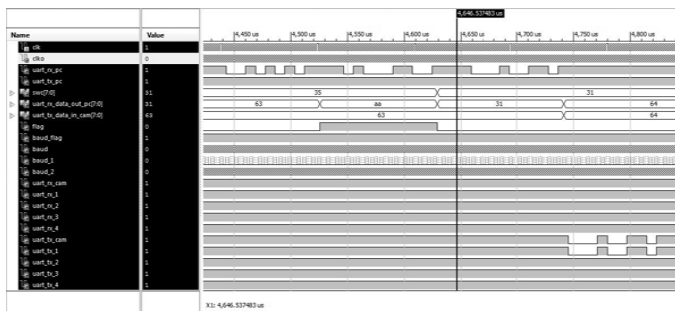 4,646.537483 us
Name Value 4,450 us 4,500 us 4,550 us 4,600 us 4,650 us 4,700 us 4,750 us 4,800 us
clk 1
clko 0
uart_rx_pc 1
uart_tx_pc 1
swc[7:0] 31 35 31
uart_rx_data_out_pc[7:0] 31 63 aa 31 64
uart_tx_data_in_cam[7:0] 63 63 64
flag 0
baud_flag 1
baud 0
baud_1 0
baud_2 0
uart_rx_cam 1
uart_rx_1 1
uart_rx_2 1
uart_rx_3 1
uart_rx_4 1
uart_tx_cam 1
uart_tx_1 1
uart_tx_2 1
uart_tx_3 1
uart_tx_4 1
X1: 4,646.537483 us